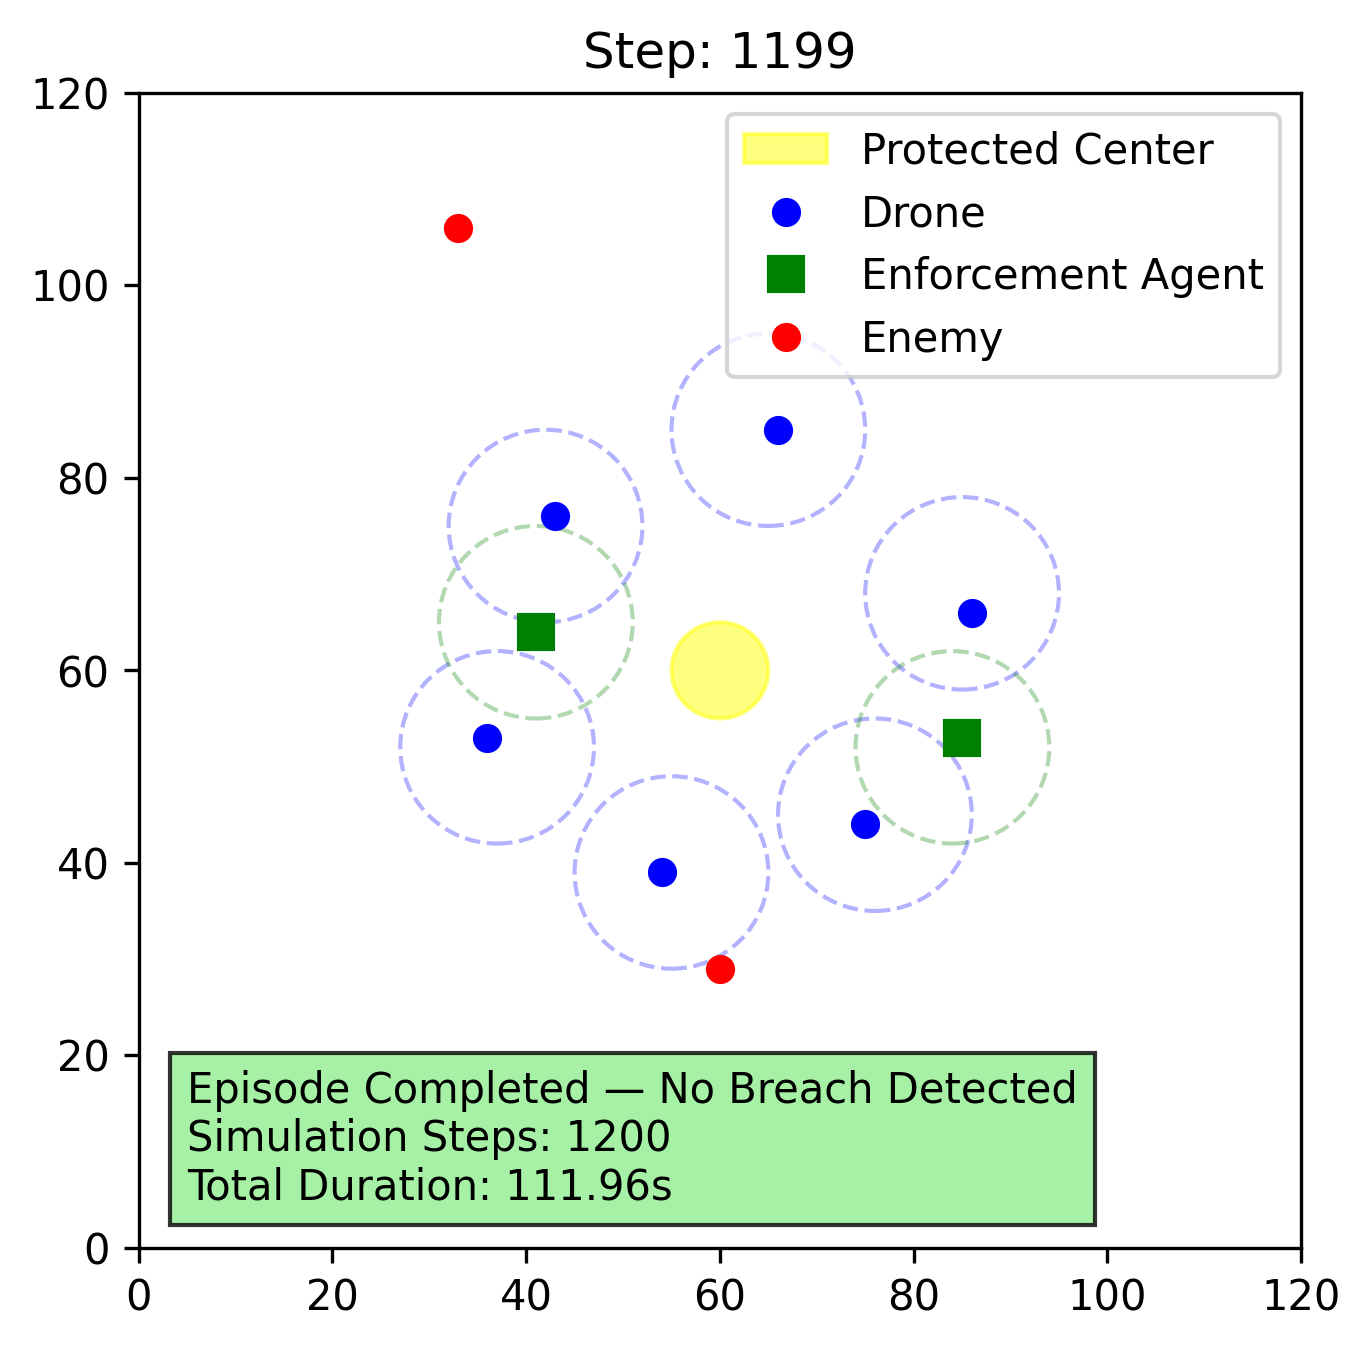 Step: 1199
120
100
80
60
40
20
0
Protected Center
Drone
Enforcement Agent
Enemy
Episode Completed — No Breach Detected
Simulation Steps: 1200
Total Duration: 111.96s
0 20 40 60 80 100 120